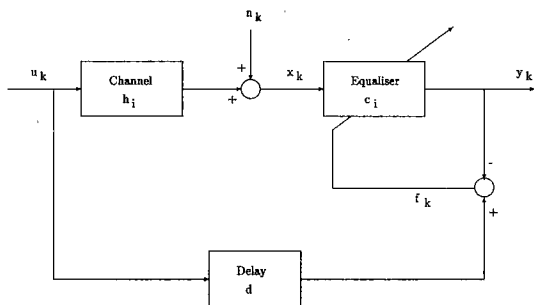 n k
+
u k
Channel
h i
+
x k
Equaliser
c i
y k
-
f k
+
Delay
d